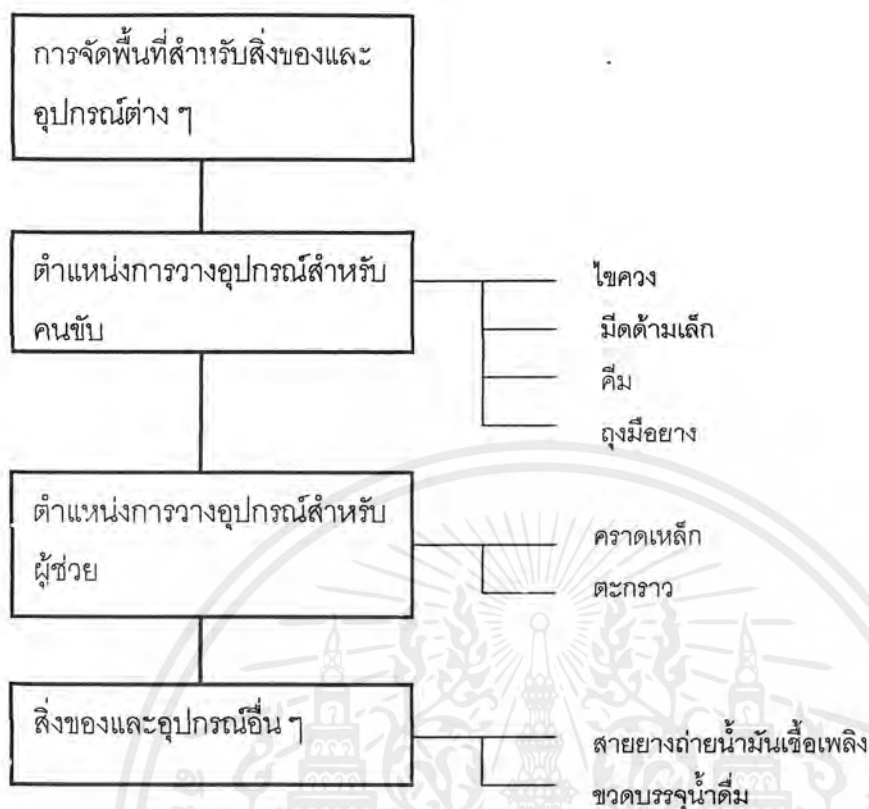 การจัดพื้นที่สำหรับสิ่งของและ
อุปกรณ์ต่าง ๆ
ตำแหน่งการวางอุปกรณ์สำหรับ
คนขับ
ไขควง
มีดด้ามเล็ก
คีม
ถุงมือยาง
ตำแหน่งการวางอุปกรณ์สำหรับ
ผู้ช่วย
คราดเหล็ก
ตะกราว
สิ่งของและอุปกรณ์อื่น ๆ
สายยางถ่ายน้ำมันเชื้อเพลิง
ขวดบรรจุน้ำดื่ม